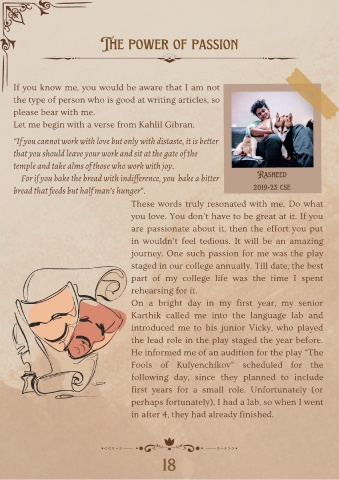 The power of passion
If you know me, you would be aware that I am not
the type of person who is good at writing articles, so
please bear with me.
Let me begin with a verse from Kahlil Gibran.
"If you cannot work with love but only with distaste, it is better
that you should leave your work and sit at the gate of the
temple and take alms of those who work with joy.
For if you bake the bread with indifference, you bake a bitter
bread that feeds but half man's hunger".
Rasheed
2019-23 CSE
These words truly resonated with me. Do what
you love. You don't have to be great at it. If you
are passionate about it, then the effort you put
in wouldn't feel tedious. It will be an amazing
journey. One such passion for me was the play
staged in our college annually. Till date, the best
part of my college life was the time I spent
rehearsing for it.
On a bright day in my first year, my senior
Karthik called me into the language lab and
introduced me to his junior Vicky, who played
the lead role in the play staged the year before.
He informed me of an audition for the play "The
Fools of Kulyenchikov" scheduled for the
following day, since they planned to include
first years for a small role. Unfortunately (or
perhaps fortunately), I had a lab, so when I went
in after 4, they had already finished.
18